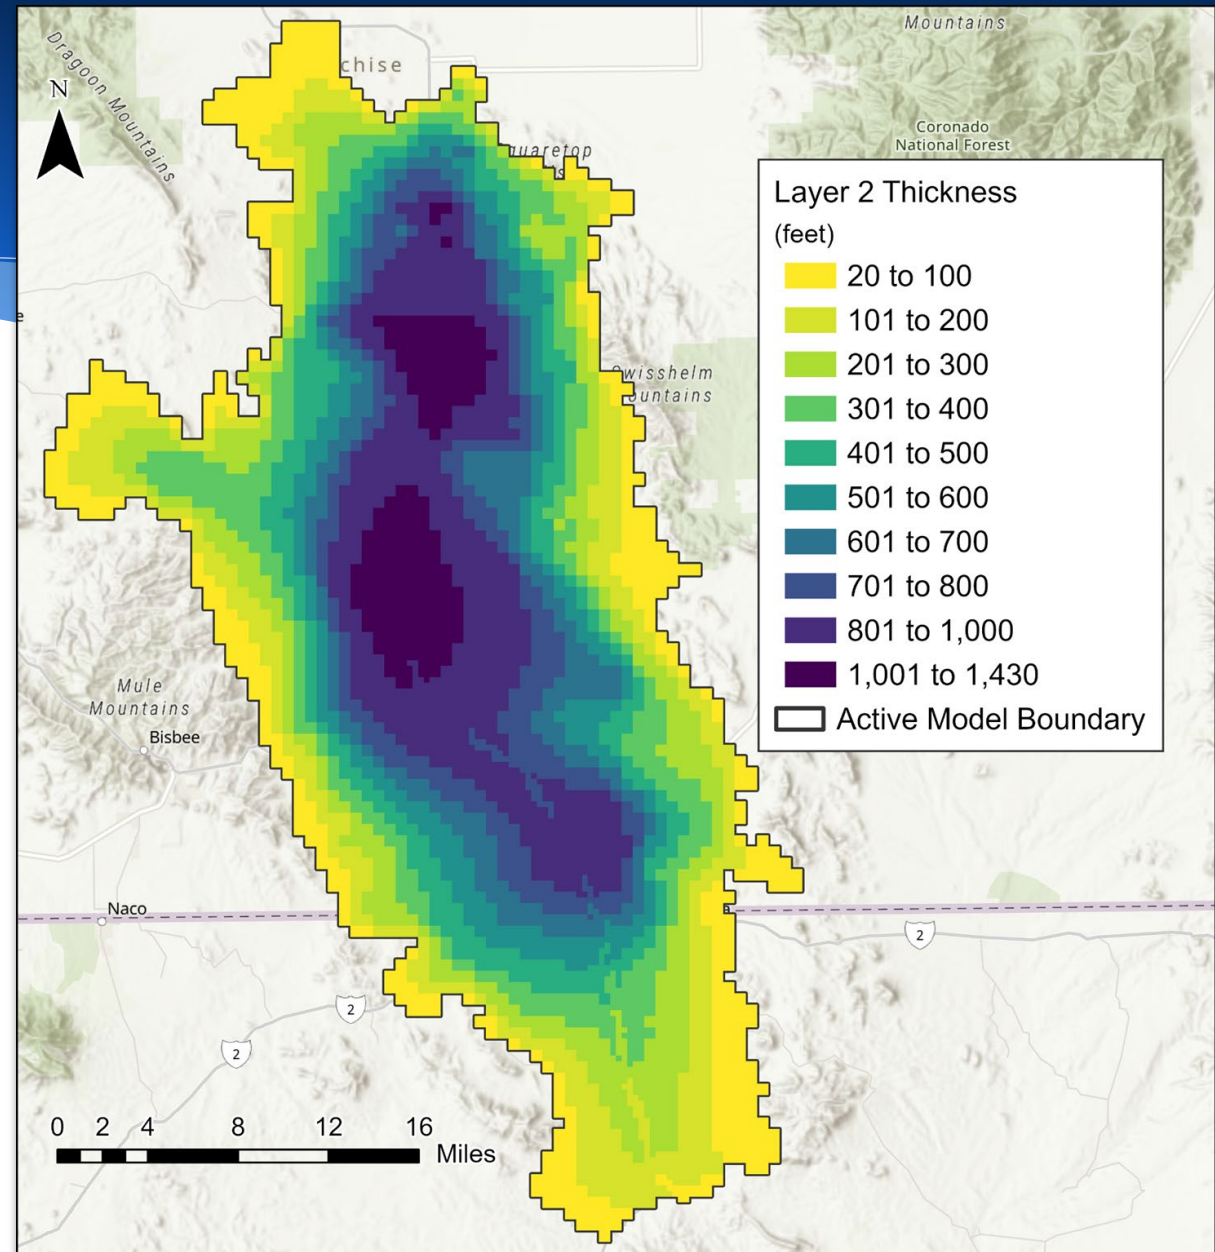 Mountains
Dragoon Mountains
N
chise
Coronado
National Forest
quaretop
Layer 2 Thickness
(feet)
20 to 100
101 to 200
201 to 300
301 to 400
401 to 500
501 to 600
601 to 700
701 to 800
801 to 1,000
1,001 to 1,430
Active Model Boundary
e
Swisshelm
ountains
Mule
Mountains
Bisbee
Naco
2
2
2
0 2 4 8 12 16
Miles